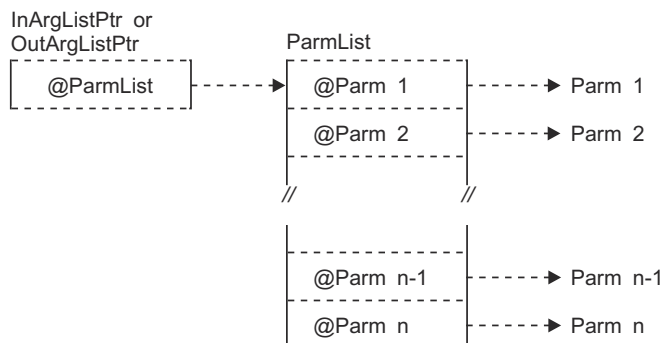 InArgListPtr or
OutArgListPtr
ParmList
@ParmList
@Parm 1
Parm 1
@Parm 2
Parm 2
//
//
@Parm n-1
Parm n-1
@Parm n
Parm n